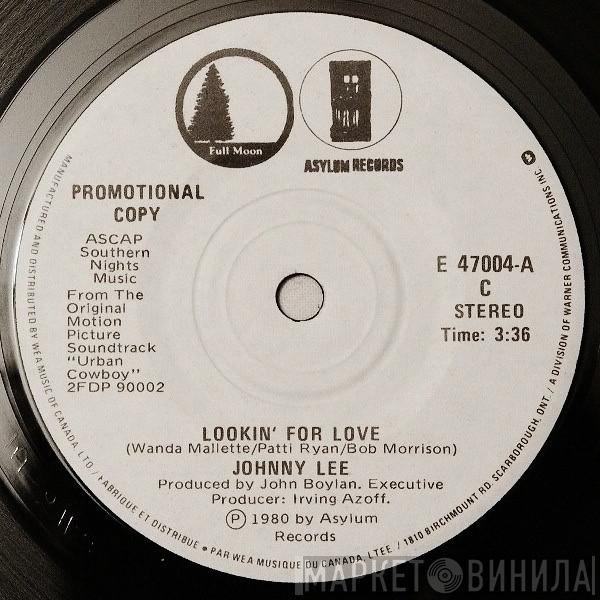 Full Moon
ASYLUM RECORDS
PROMOTIONAL
COPY
ASCAP
Southern
Nights
Music
From The
Original
Motion
Picture
Soundtrack
"Urban
Cowboy"
2FDP 90002
E 47004-A
C
STEREO
Time: 3:36
LOOKIN' FOR LOVE
(Wanda Mallette/Patti Ryan/Bob Morrison)
JOHNNY LEE
Produced by John Boylan. Executive
Producer: Irving Azoff.
Ⓟ 1980 by Asylum
Records
MANUFACTURED AND DISTRIBUTED BY WEA MUSIC OF CANADA, LTD / FABRIQUE ET DISTRIBUE • PAR WEA MUSIQUE DU CANADA, LTEE / 1810 BIRCHMOUNT RD. SCARBOROUGH, ONT. / A DIVISION OF WARNER COMMUNICATIONS INC
МАРКЕТ ВИНИЛА